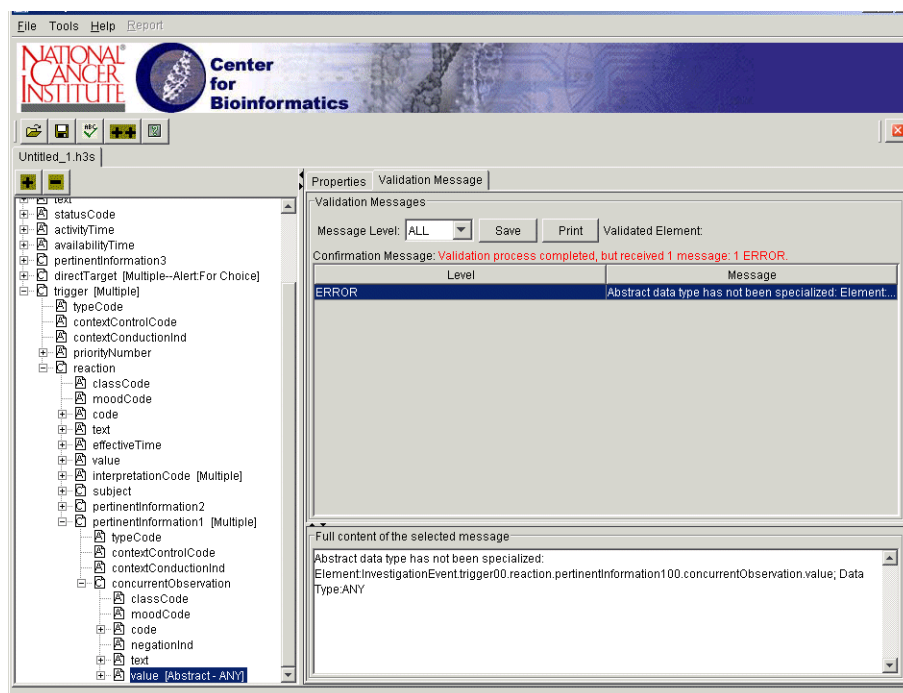 File Tools Help Report
NATIONAL
CANCER
INSTITUTE
Center
for
Bioinformatics
Untitled_1.h3s
text
statusCode
activityTime
availabilityTime
pertinentInformation3
directTarget [Multiple--Alert:For Choice]
trigger [Multiple]
typeCode
contextControlCode
contextConductionInd
priorityNumber
reaction
classCode
moodCode
code
text
effectiveTime
value
interpretationCode [Multiple]
subject
pertinentInformation2
pertinentInformation1 [Multiple]
typeCode
contextControlCode
contextConductionInd
concurrentObservation
classCode
moodCode
code
negationInd
text
value [Abstract - ANY]
Properties Validation Message
Validation Messages
Message Level: ALL Save Print Validated Element:
Confirmation Message: Validation process completed, but received 1 message: 1 ERROR.
Level Message
ERROR Abstract data type has not been specialized: Element:...
Full content of the selected message
Abstract data type has not been specialized:
Element:InvestigationEvent.trigger00.reaction.pertinentInformation100.concurrentObservation.value; Data
Type:ANY